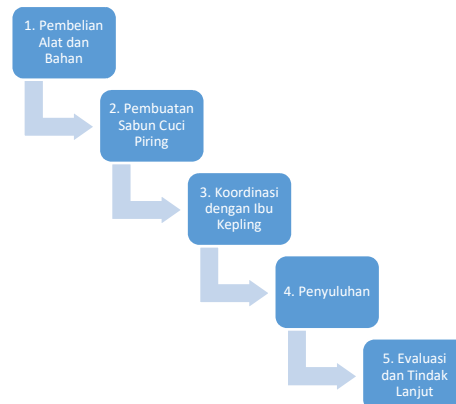 1. Pembelian
Alat dan
Bahan
2. Pembuatan
Sabun Cuci
Piring
3. Koordinasi
dengan Ibu
Kepling
4. Penyuluhan
5. Evaluasi
dan Tindak
Lanjut